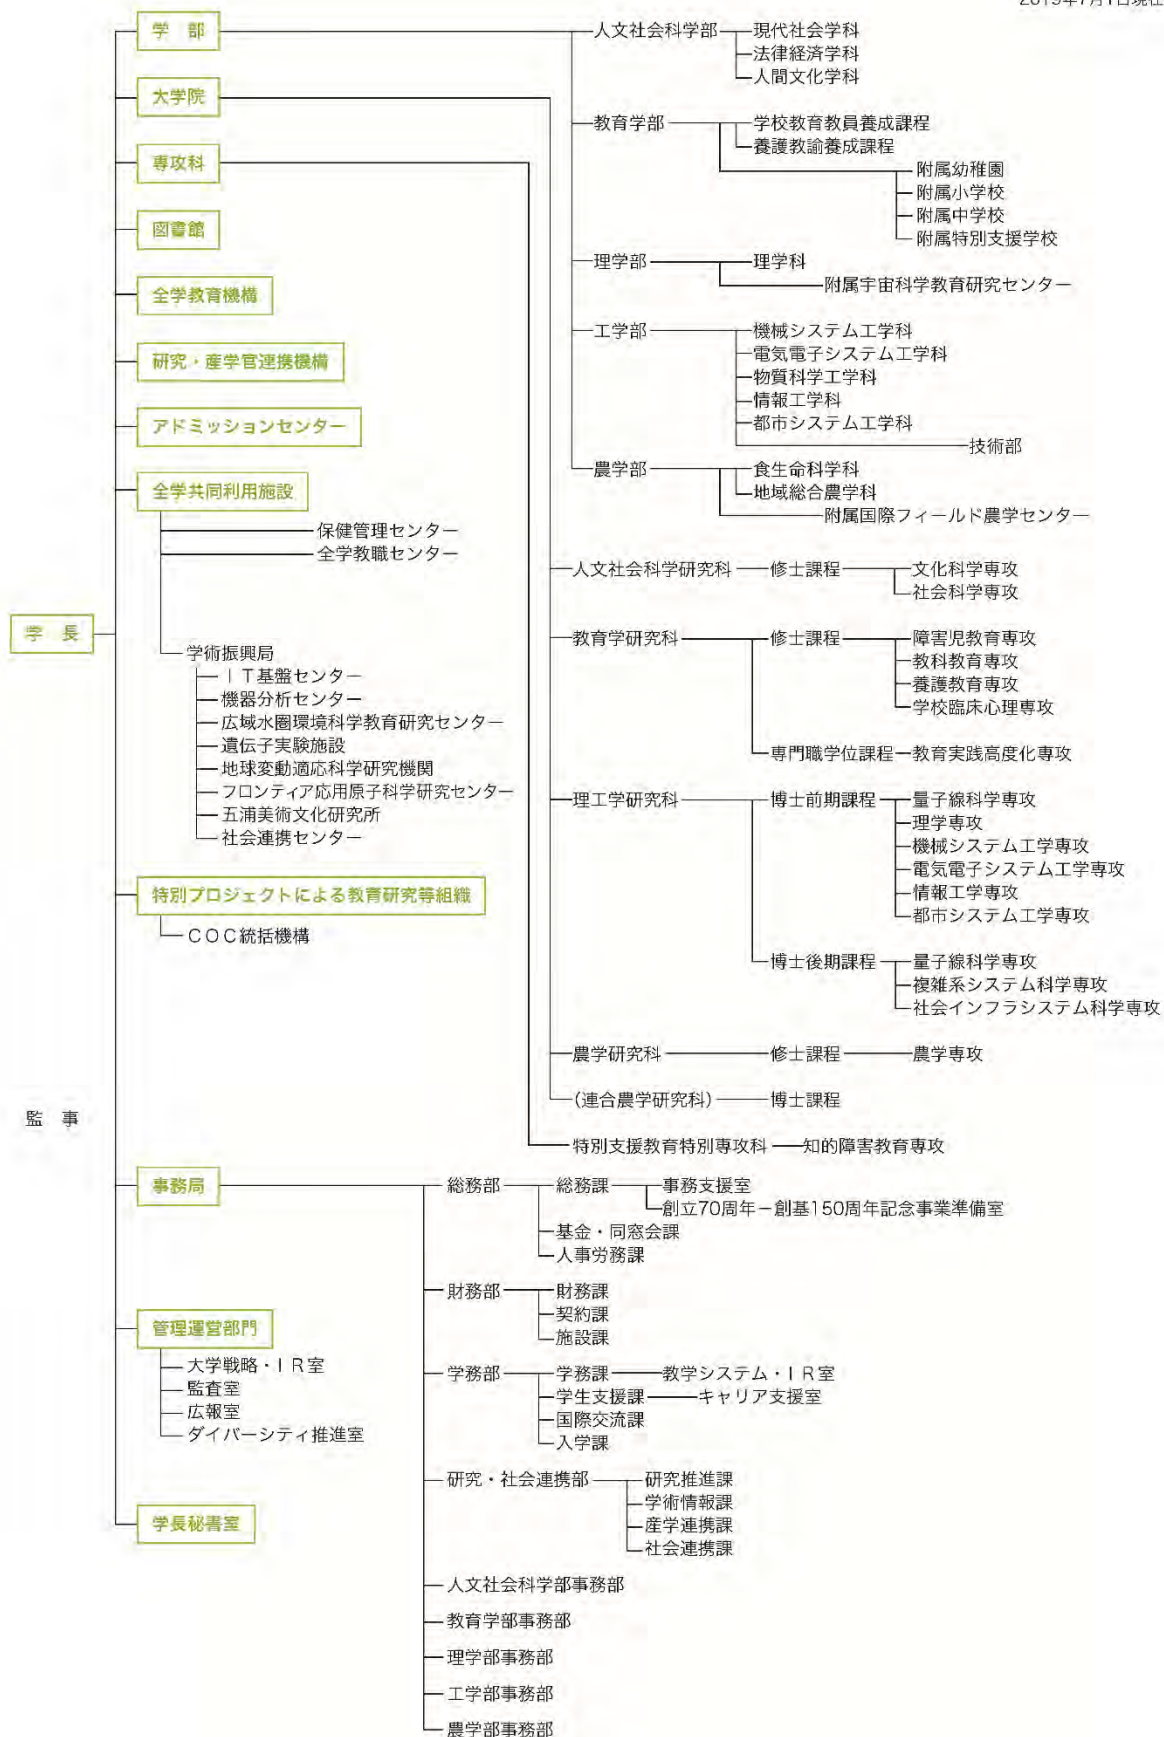 2019年7月1日現在
学　部
人文社会科学部
現代社会学科
法律経済学科
人間文化学科
大学院
教育学部
学校教育教員養成課程
養護教諭養成課程
専攻科
附属幼稚園
附属小学校
附属中学校
附属特別支援学校
図書館
理学部
理学科
附属宇宙科学教育研究センター
全学教育機構
工学部
機械システム工学科
電気電子システム工学科
物質科学工学科
情報工学科
都市システム工学科
技術部
研究・産学官連携機構
アドミッションセンター
農学部
食生命科学科
地域総合農学科
附属国際フィールド農学センター
全学共同利用施設
保健管理センター
全学教職センター
人文社会科学研究科
修士課程
文化科学専攻
社会科学専攻
学　長
教育学研究科
修士課程
障害児教育専攻
教科教育専攻
養護教育専攻
学校臨床心理専攻
専門職学位課程
教育実践高度化専攻
学術振興局
ＩＴ基盤センター
機器分析センター
広域水圏環境科学教育研究センター
遺伝子実験施設
地球変動適応科学研究機関
フロンティア応用原子科学研究センター
五浦美術文化研究所
社会連携センター
理工学研究科
博士前期課程
量子線科学専攻
理学専攻
機械システム工学専攻
電気電子システム工学専攻
情報工学専攻
都市システム工学専攻
特別プロジェクトによる教育研究等組織
ＣＯＣ統括機構
博士後期課程
量子線科学専攻
複雑系システム科学専攻
社会インフラシステム科学専攻
農学研究科
修士課程
農学専攻
（連合農学研究科）
博士課程
監　事
特別支援教育特別専攻科
知的障害教育専攻
事務局
総務部
総務課
事務支援室
創立70周年－創基150周年記念事業準備室
基金・同窓会課
人事労務課
財務部
財務課
契約課
施設課
管理運営部門
大学戦略・ＩＲ室
監査室
広報室
ダイバーシティ推進室
学務部
学務課
教学システム・ＩＲ室
学生支援課
キャリア支援室
国際交流課
入学課
研究・社会連携部
研究推進課
学術情報課
産学連携課
社会連携課
学長秘書室
人文社会科学部事務部
教育学部事務部
理学部事務部
工学部事務部
農学部事務部